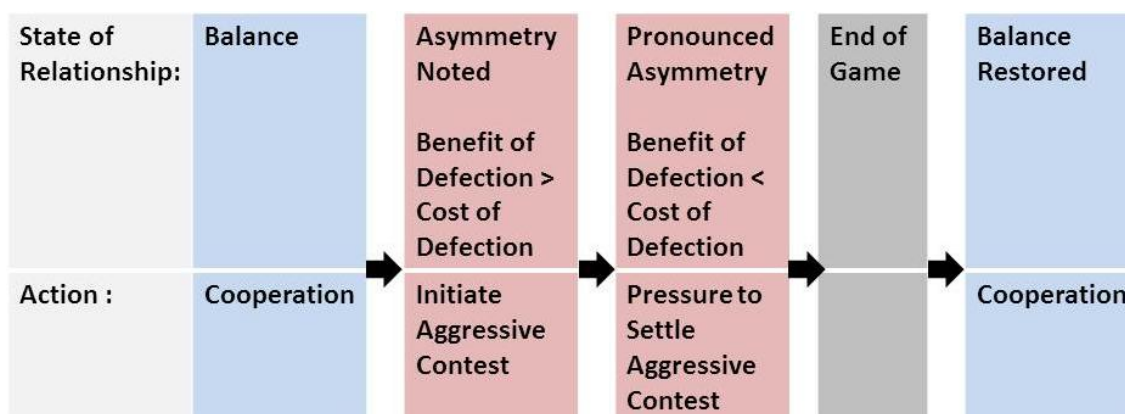 State of
Relationship:
Balance
Asymmetry
Noted
Benefit of
Defection >
Cost of
Defection
Pronounced
Asymmetry
Benefit of
Defection <
Cost of
Defection
End of
Game
Balance
Restored
Action :
Cooperation
Initiate
Aggressive
Contest
Pressure to
Settle
Aggressive
Contest
Cooperation